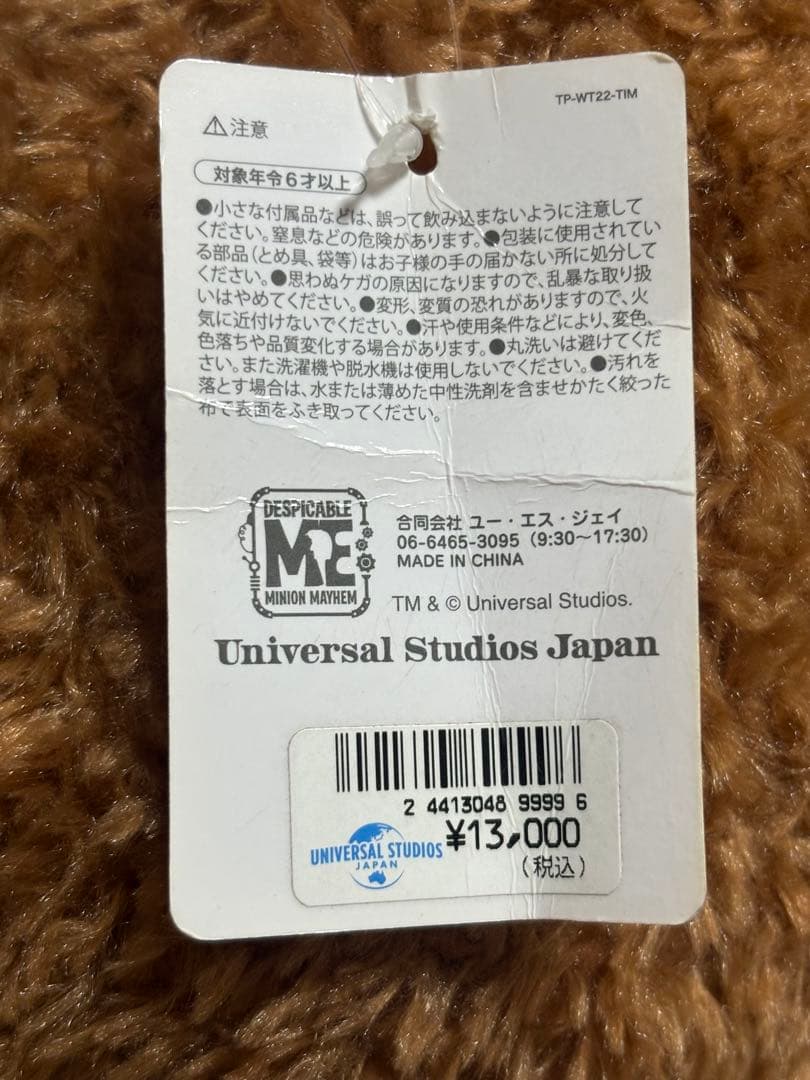 TP-WT22-TIM
⚠注意
対象年令6才以上
●小さな付属品などは、誤って飲み込まないように注意して
ください。窒息などの危険があります。●包装に使用されてい
る部品(とめ具、袋等)はお子様の手の届かない所に処分して
ください。●思わぬケガの原因になりますので、乱暴な取り扱
いはやめてください。●変形、変質の恐れがありますので、火
気に近付けないでください。●汗や使用条件などにより、変色、
色落ちや品質変化する場合があります。●丸洗いは避けてくだ
さい。また洗濯機や脱水機は使用しないでください。●汚れを
落とす場合は、水または薄めた中性洗剤を含ませかたく絞った
布で表面をふき取ってください。
DESPICABLE
ME
MINION MAYHEM
合同会社 ユー・エス・ジェイ
06-6465-3095(9:30〜17:30)
MADE IN CHINA
TM & © Universal Studios.
Universal Studios Japan
2 4413048 9999 6
¥13,000
(税込)
UNIVERSAL STUDIOS
JAPAN